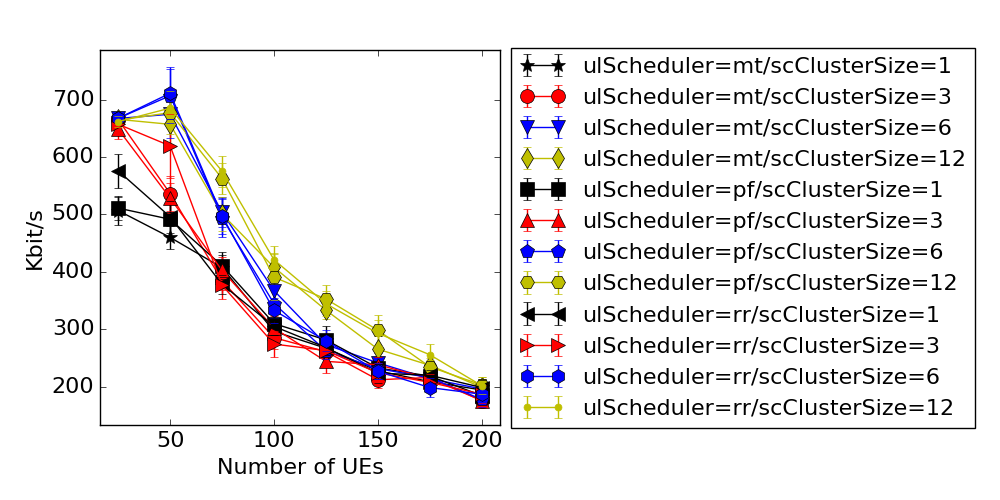 Kbit/s
700
600
500
400
300
200
50 100 150 200
Number of UEs
ulScheduler=mt/scClusterSize=1
ulScheduler=mt/scClusterSize=3
ulScheduler=mt/scClusterSize=6
ulScheduler=mt/scClusterSize=12
ulScheduler=pf/scClusterSize=1
ulScheduler=pf/scClusterSize=3
ulScheduler=pf/scClusterSize=6
ulScheduler=pf/scClusterSize=12
ulScheduler=rr/scClusterSize=1
ulScheduler=rr/scClusterSize=3
ulScheduler=rr/scClusterSize=6
ulScheduler=rr/scClusterSize=12